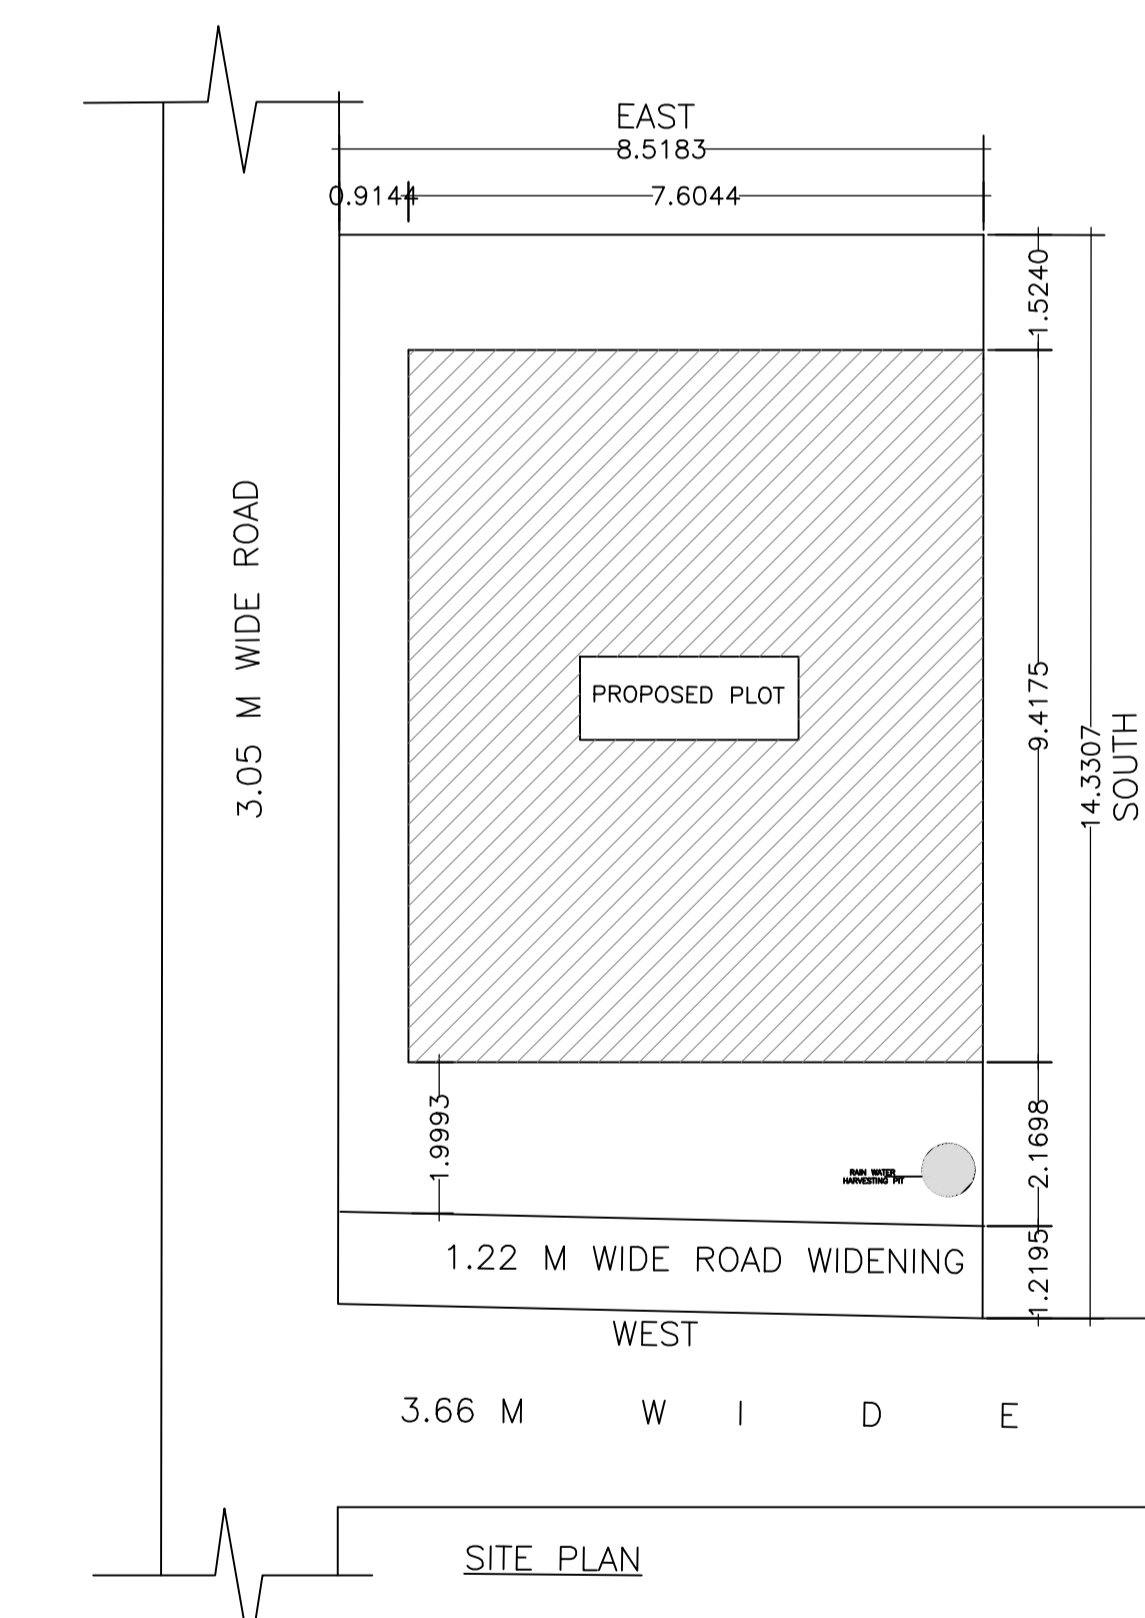 EAST
8.5183
0.9144
7.6044
1.5240
3.05 M WIDE ROAD
PROPOSED PLOT
9.4175
14.3307
SOUTH
1.9993
2.1698
RAIN WATER
HARVESTING PIT
1.22 M WIDE ROAD WIDENING
1.2195
WEST
3.66 M W I D E
SITE PLAN